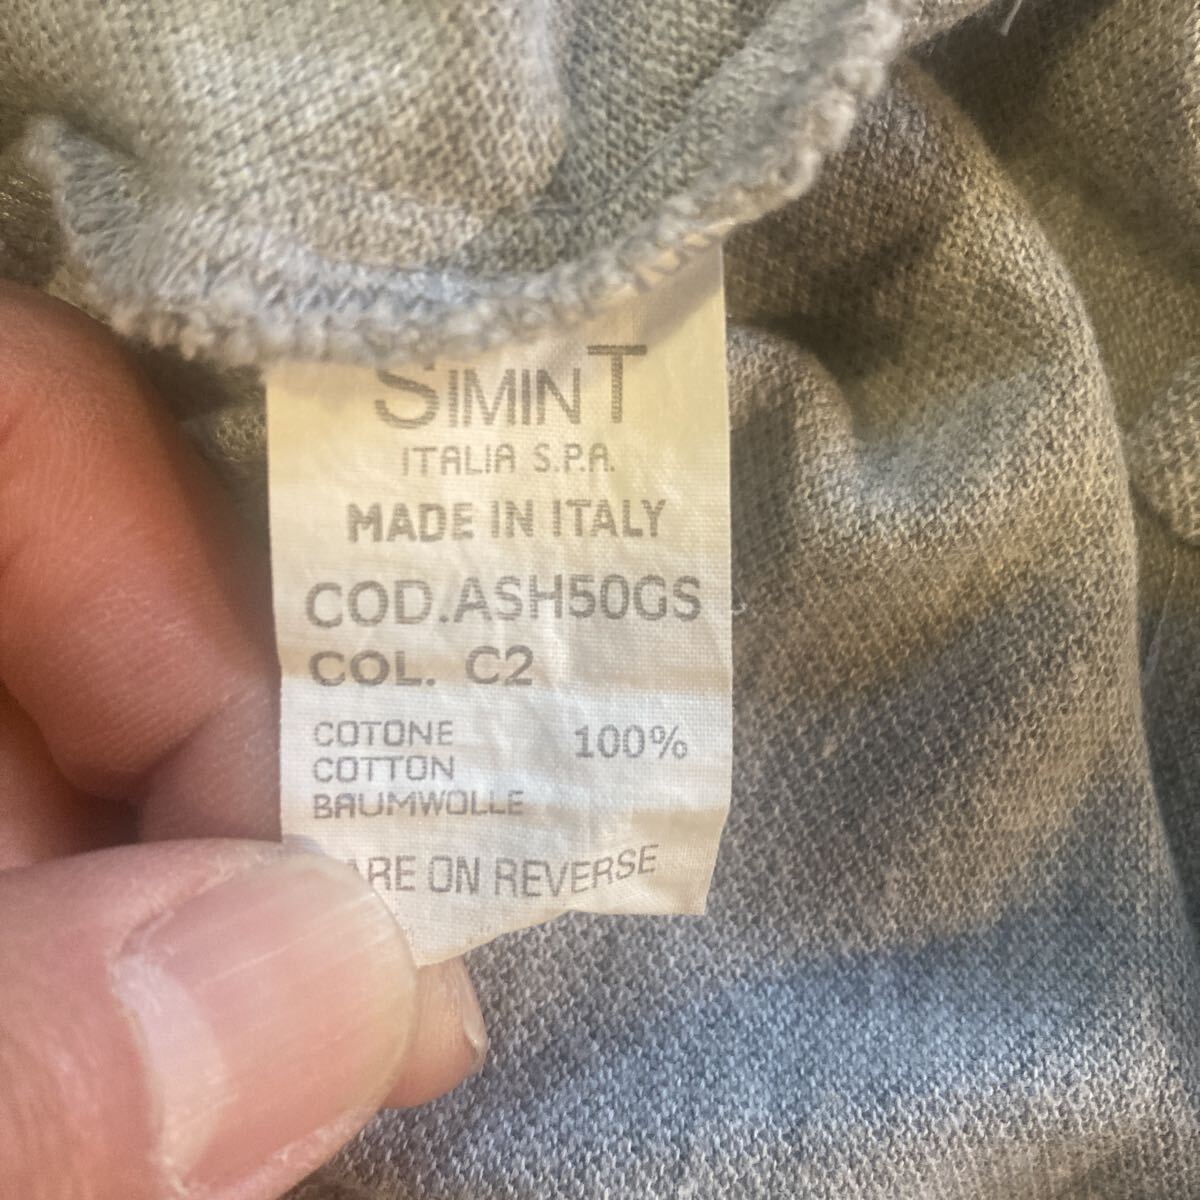 SIMINT
ITALIA S.P.A.
MADE IN ITALY
COD.ASH50GS
COL. C2
COTONE 100%
COTTON
BAUMWOLLE
ARE ON REVERSE